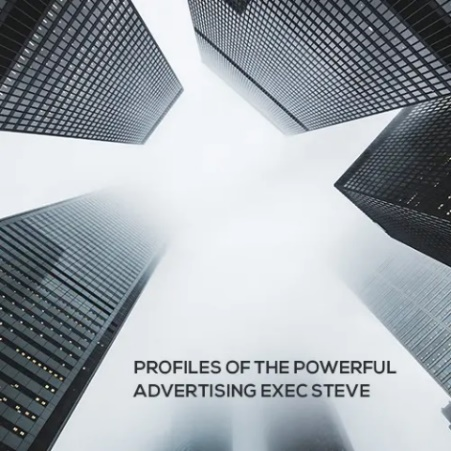 PROFILES OF THE POWERFUL
ADVERTISING EXEC STEVE